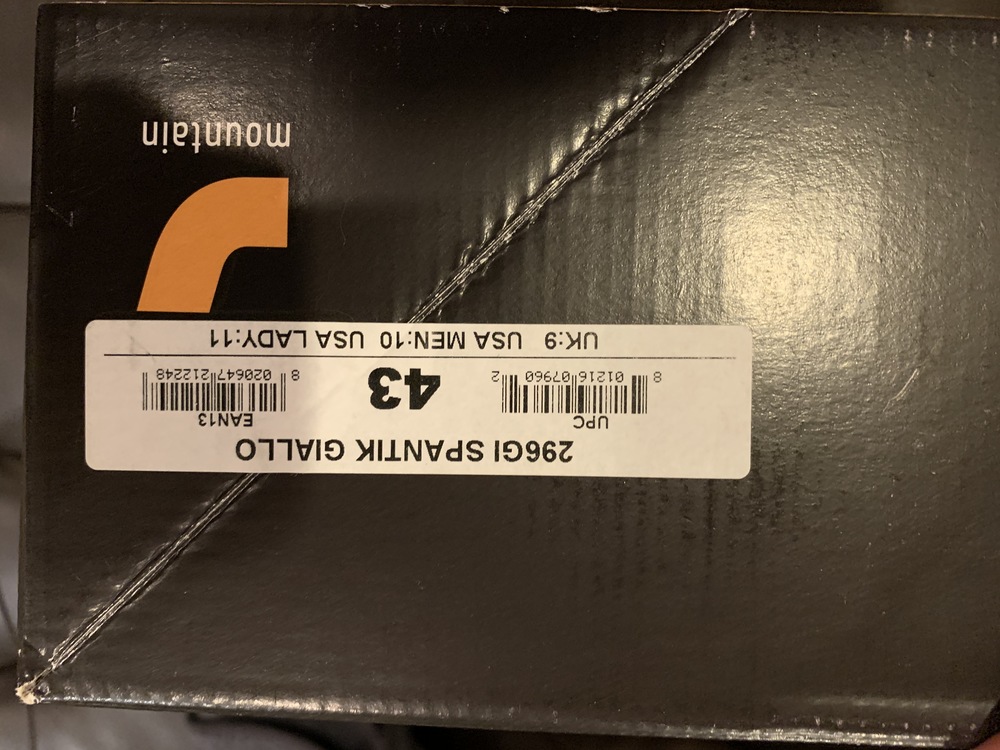 296GI SPANTIK GIALLO
UPC
8 01216 07960 2
43
EAN13
8 020647 212248
UK:9 USA MEN:10 USA LADY:11
mountain